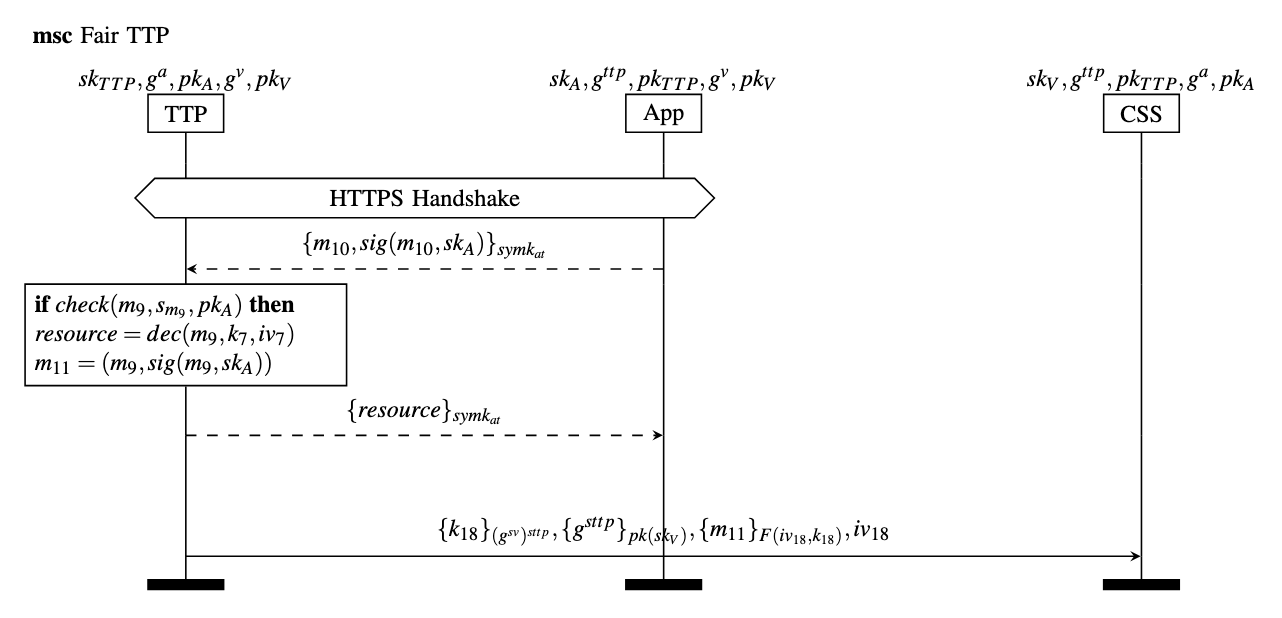 msc Fair TTP
sk_{TTP}, g^a, pk_A, g^v, pk_V
sk_A, g^{ttp}, pk_{TTP}, g^v, pk_V
sk_V, g^{ttp}, pk_{TTP}, g^a, pk_A
TTP
App
CSS
HTTPS Handshake
{m_{10}, sig(m_{10}, sk_A)}_{symk_{at}}
if check(m_9, s_{m_9}, pk_A) then
resource = dec(m_9, k_7, iv_7)
m_{11} = (m_9, sig(m_9, sk_A))
{resource}_{symk_{at}}
{k_{18}}_{(g^{sv})^{sttp}}, {g^{sttp}}_{pk(sk_V)}, {m_{11}}_{F(iv_{18}, k_{18})}, iv_{18}